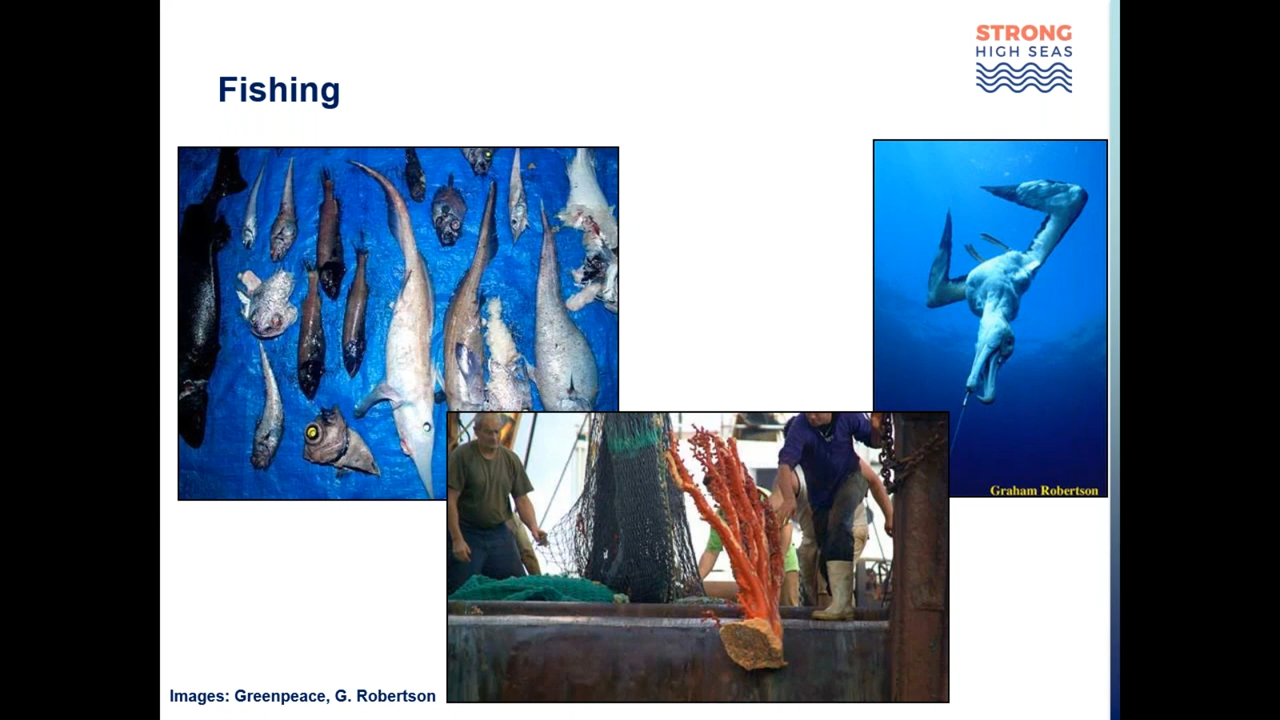 STRONG
HIGH SEAS
Fishing
Graham Robertson
Images: Greenpeace, G. Robertson